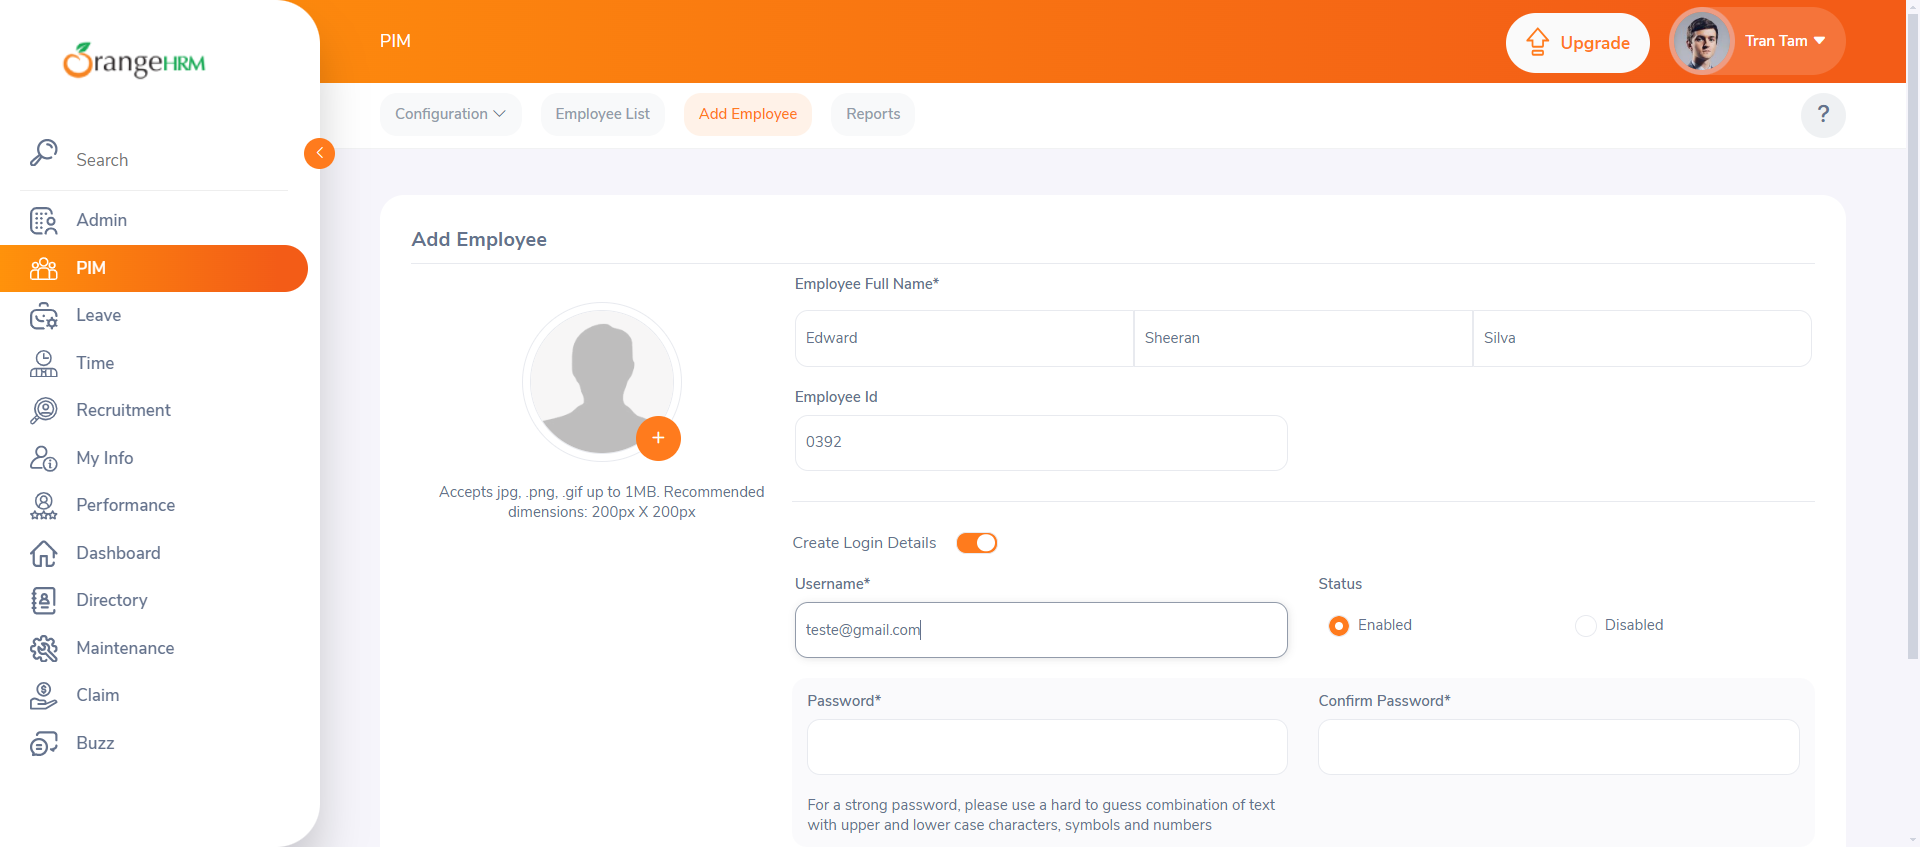 OrangeHRM
Search
Admin
PIM
Leave
Time
Recruitment
My Info
Performance
Dashboard
Directory
Maintenance
Claim
Buzz
PIM
Upgrade
Tran Tam
Configuration
Employee List
Add Employee
Reports
?
Add Employee
Accepts jpg, .png, .gif up to 1MB. Recommended
dimensions: 200px X 200px
Employee Full Name*
Edward
Sheeran
Silva
Employee Id
0392
Create Login Details
Username*
teste@gmail.com
Status
Enabled
Disabled
Password*
Confirm Password*
For a strong password, please use a hard to guess combination of text
with upper and lower case characters, symbols and numbers